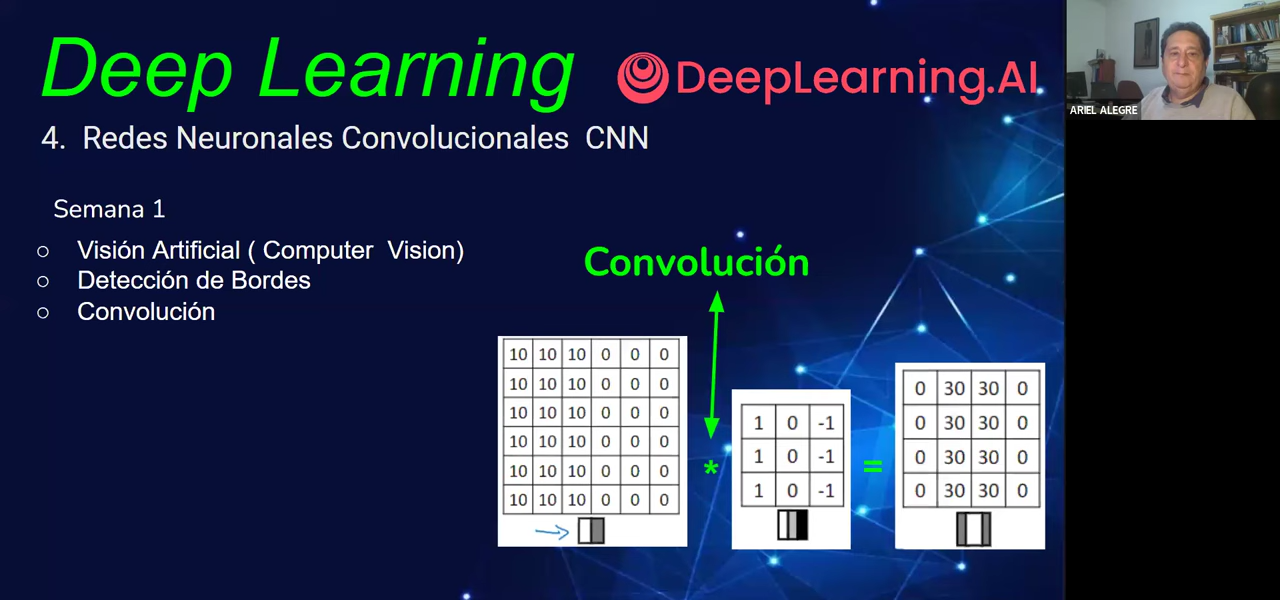 Deep Learning
DeepLearning.AI
4. Redes Neuronales Convolucionales CNN
Semana 1
○ Visión Artificial ( Computer Vision)
○ Detección de Bordes
○ Convolución
Convolución
10 10 10 0 0 0
10 10 10 0 0 0
10 10 10 0 0 0
10 10 10 0 0 0
10 10 10 0 0 0
10 10 10 0 0 0
*
1 0 -1
1 0 -1
1 0 -1
=
0 30 30 0
0 30 30 0
0 30 30 0
0 30 30 0
ARIEL ALEGRE